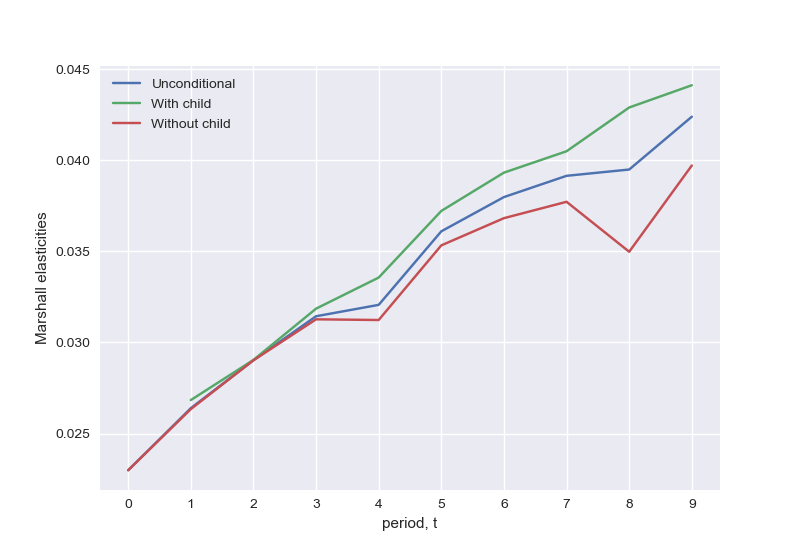 Unconditional
With child
Without child
0.045
0.040
0.035
0.030
0.025
Marshall elasticities
0 1 2 3 4 5 6 7 8 9
period, t